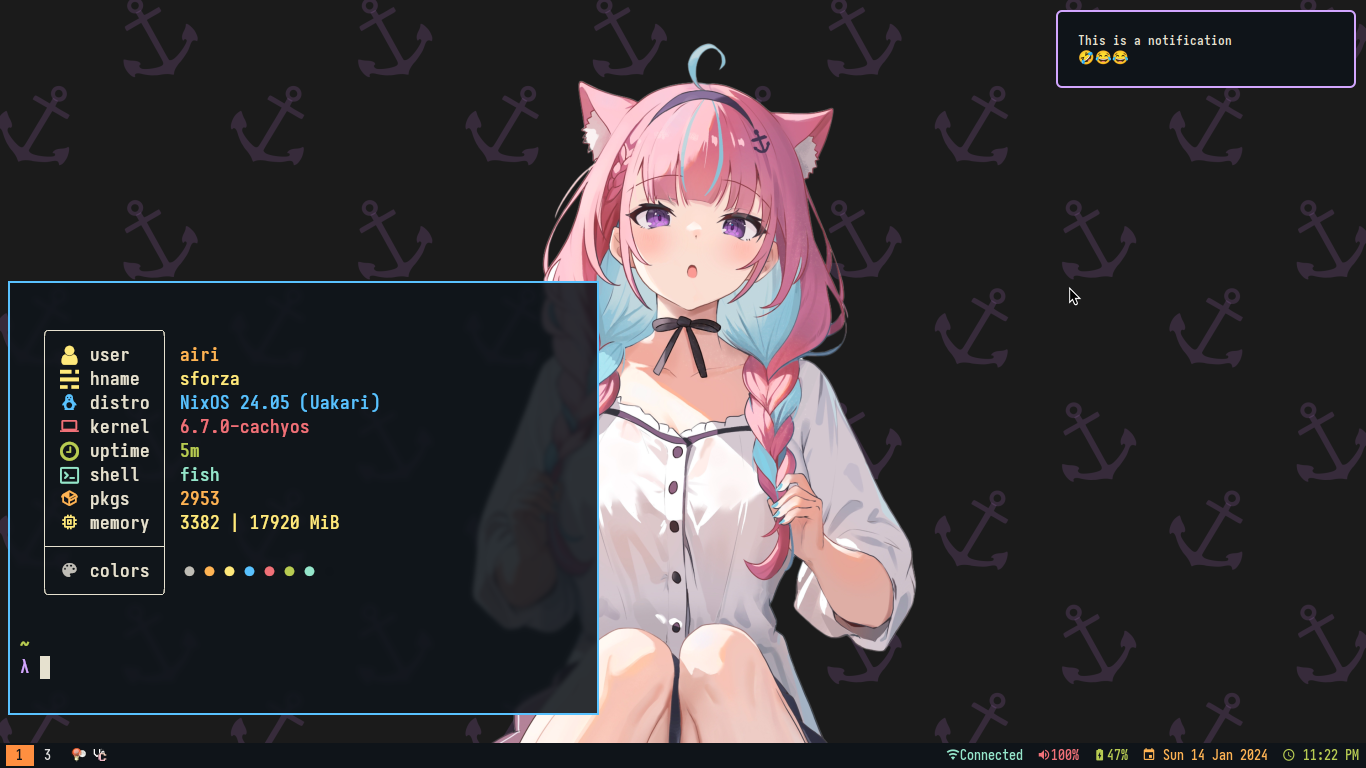 This is a notification
🤣😂😂
user airi
hname sforza
distro NixOS 24.05 (Uakari)
kernel 6.7.0-cachyos
uptime 5m
shell fish
pkgs 2953
memory 3382 | 17920 MiB
colors
~
λ
1 3 Connected 100% 47% Sun 14 Jan 2024 11:22 PM